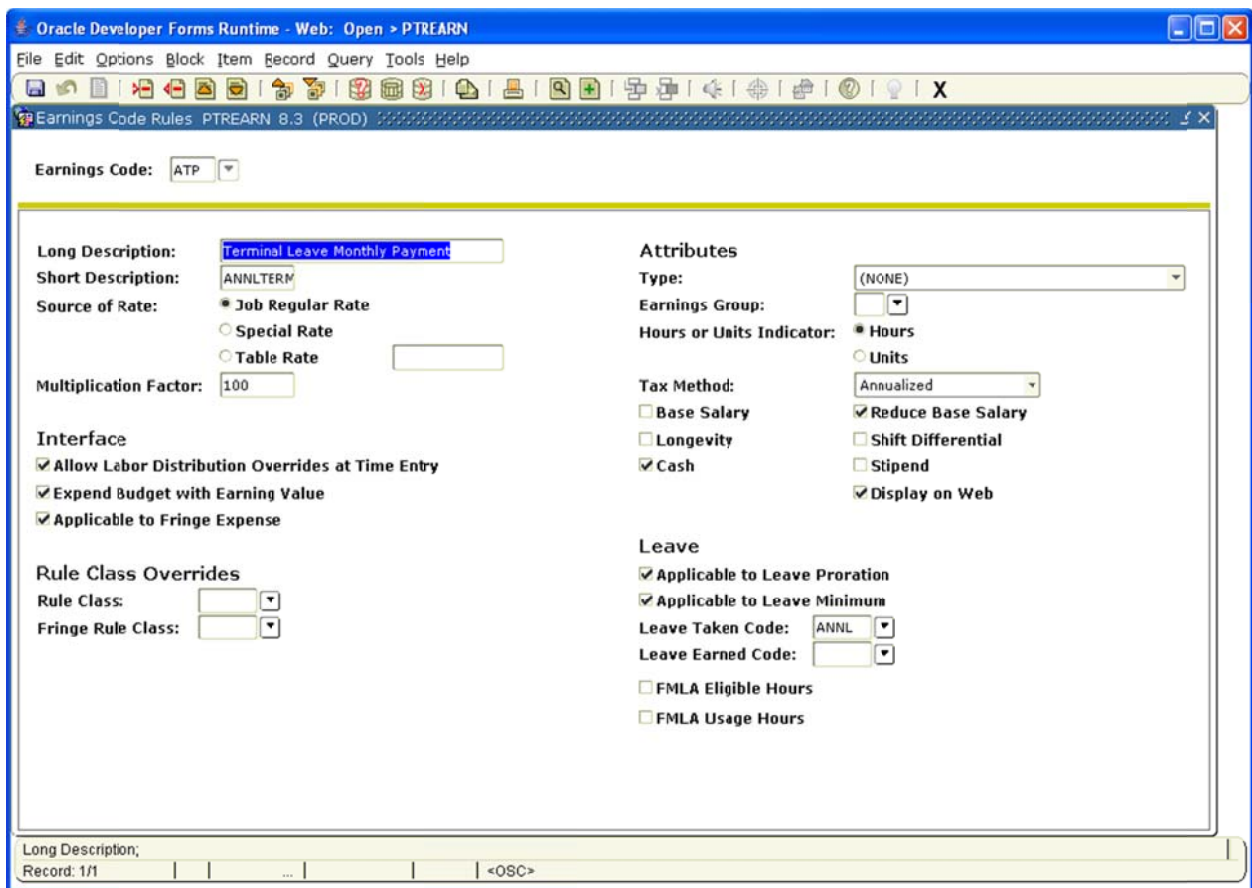 Oracle Developer Forms Runtime - Web: Open > PTREARN
File Edit Options Block Item Record Query Tools Help
Earnings Code Rules PTREARN 8.3 (PROD)
Earnings Code: ATP
Long Description: Terminal Leave Monthly Payment
Short Description: ANNLTERM
Source of Rate: Job Regular Rate
Special Rate
Table Rate
Multiplication Factor: 100
Interface
Allow Labor Distribution Overrides at Time Entry
Expend Budget with Earning Value
Applicable to Fringe Expense
Rule Class Overrides
Rule Class:
Fringe Rule Class:
Attributes
Type: (NONE)
Earnings Group:
Hours or Units Indicator: Hours
Units
Tax Method: Annualized
Base Salary Reduce Base Salary
Longevity Shift Differential
Cash Stipend
Display on Web
Leave
Applicable to Leave Proration
Applicable to Leave Minimum
Leave Taken Code: ANNL
Leave Earned Code:
FMLA Eligible Hours
FMLA Usage Hours
Long Description;
Record: 1/1 ... <OSC>